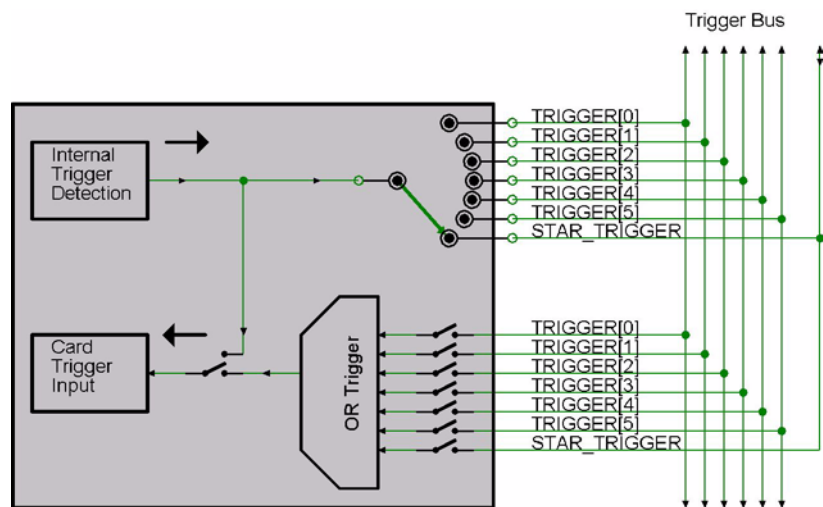 Trigger Bus
TRIGGER[0]
TRIGGER[1]
TRIGGER[2]
TRIGGER[3]
TRIGGER[4]
TRIGGER[5]
STAR_TRIGGER
Internal
Trigger
Detection
Card
Trigger
Input
OR Trigger
TRIGGER[0]
TRIGGER[1]
TRIGGER[2]
TRIGGER[3]
TRIGGER[4]
TRIGGER[5]
STAR_TRIGGER